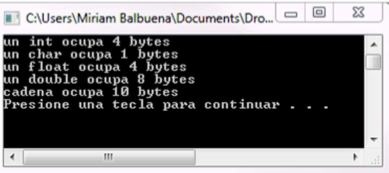 C:\Users\Miriam Balbuena\Documents\Dro...
un int ocupa 4 bytes
un char ocupa 1 bytes
un float ocupa 4 bytes
un double ocupa 8 bytes
cadena ocupa 10 bytes
Presione una tecla para continuar . . .